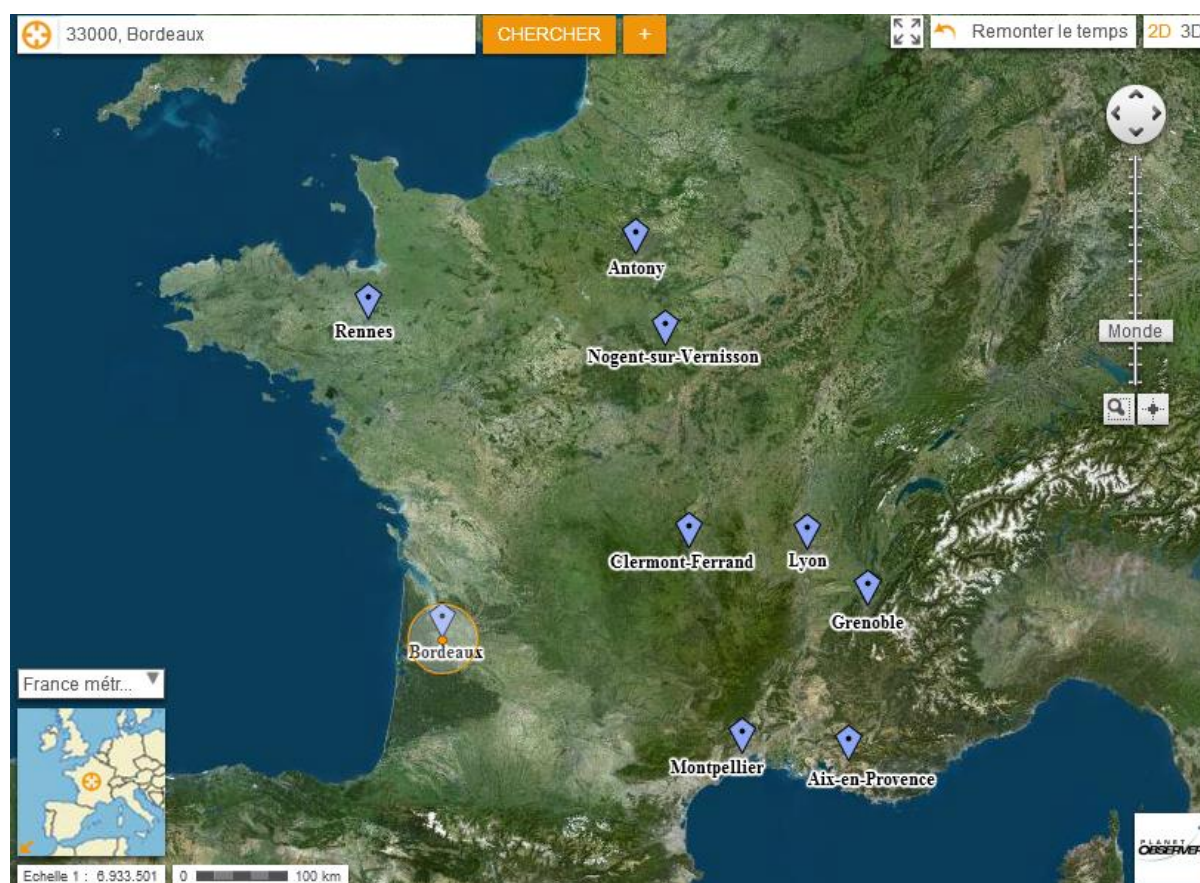 33000, Bordeaux
CHERCHER
+
Remonter le temps
2D 3D
Antony
Rennes
Nogent-sur-Vernisson
Monde
Clermont-Ferrand
Lyon
Grenoble
Bordeaux
France métr...
Montpellier
Aix-en-Provence
PLANET
OBSERVER
Echelle 1 : 6.933.501
0 100 km